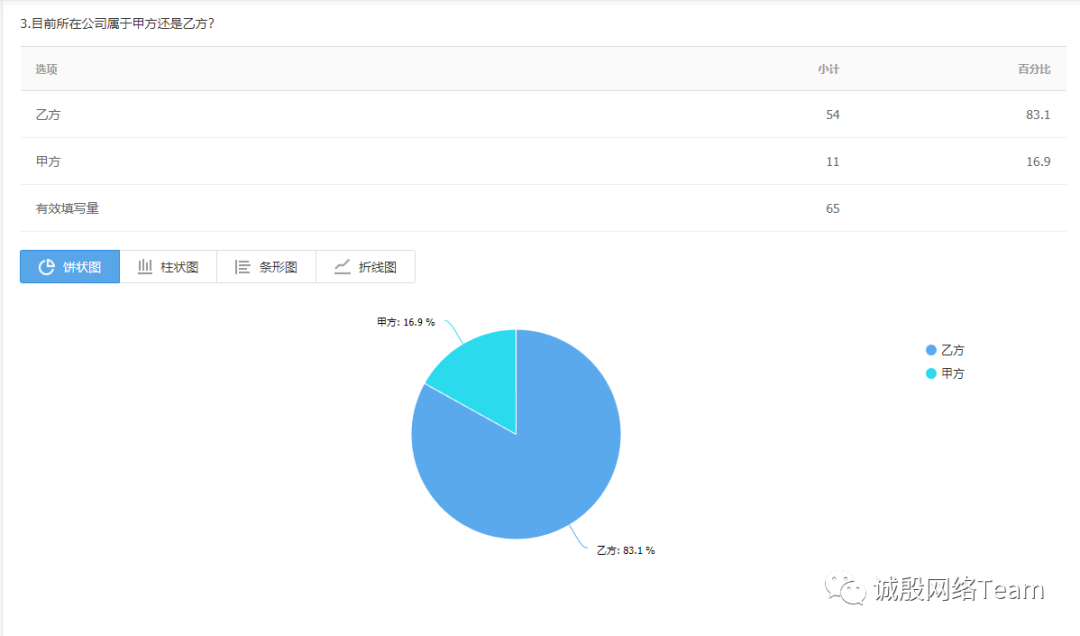 3.目前所在公司属于甲方还是乙方?
选项 小计 百分比
乙方 54 83.1
甲方 11 16.9
有效填写量 65
饼状图 柱状图 条形图 折线图
甲方: 16.9 %
乙方
甲方
乙方: 83.1 %
诚殷网络Team